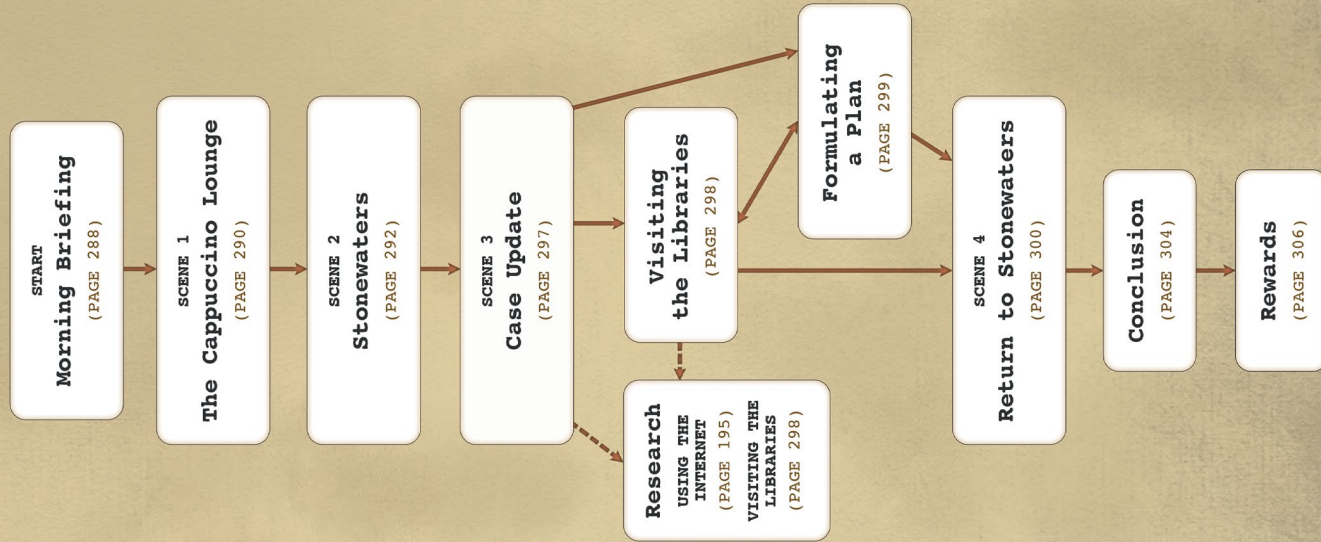 START
Morning Briefing
(PAGE 288)
SCENE 1
The Cappuccino Lounge
(PAGE 290)
SCENE 2
Stonewaters
(PAGE 292)
SCENE 3
Case Update
(PAGE 297)
Research
USING THE
INTERNET
(PAGE 195)
VISITING THE
LIBRARIES
(PAGE 298)
Visiting
the Libraries
(PAGE 298)
Formulating
a Plan
(PAGE 299)
SCENE 4
Return to Stonewaters
(PAGE 300)
Conclusion
(PAGE 304)
Rewards
(PAGE 306)